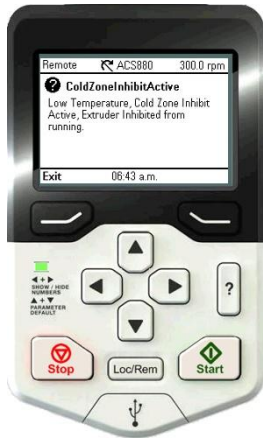 Remote ACS880 300.0 rpm
? ColdZoneInhibitActive
Low Temperature, Cold Zone Inhibit
Active, Extruder Inhibited from
running.
Exit 06:43 a.m.
SHOW / HIDE
NUMBERS
PARAMETER
DEFAULT
?
Stop Loc/Rem Start